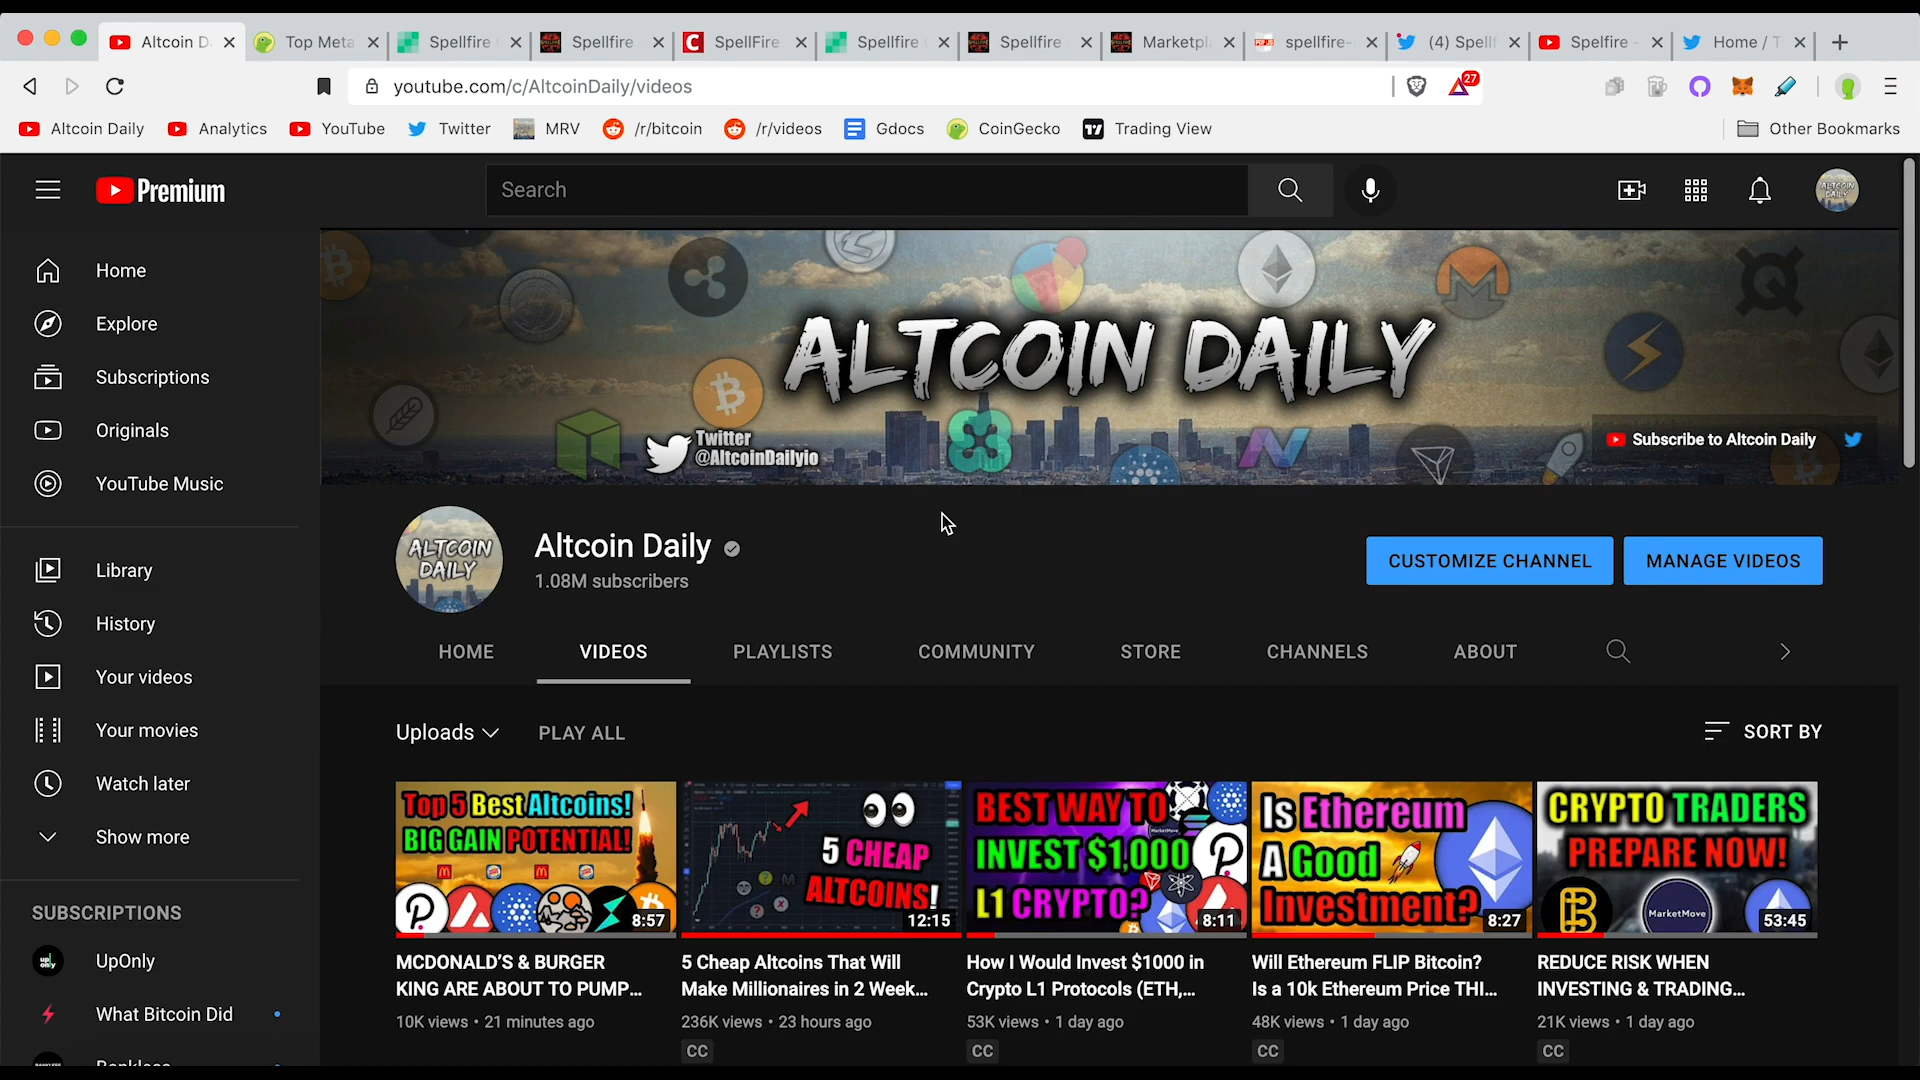 Altcoin D
Top Meta
Spellfire
Spellfire
SpellFire
Spellfire
Spellfire
Marketpl
spellfire-
(4) Spellf
Spelfire -
Home / T
youtube.com/c/AltcoinDaily/videos
27
Altcoin Daily
Analytics
YouTube
Twitter
MRV
/r/bitcoin
/r/videos
Gdocs
CoinGecko
Trading View
Other Bookmarks
Premium
Search
Home
Explore
Subscriptions
Originals
YouTube Music
Library
History
Your videos
Your movies
Watch later
Show more
SUBSCRIPTIONS
UpOnly
What Bitcoin Did
ALTCOIN DAILY
Twitter
@AltcoinDailyio
Subscribe to Altcoin Daily
ALTCOIN
DAILY
Altcoin Daily
1.08M subscribers
CUSTOMIZE CHANNEL
MANAGE VIDEOS
HOME
VIDEOS
PLAYLISTS
COMMUNITY
STORE
CHANNELS
ABOUT
Uploads
PLAY ALL
SORT BY
Top 5 Best Altcoins!
BIG GAIN POTENTIAL!
8:57
MCDONALD'S & BURGER
KING ARE ABOUT TO PUMP...
10K views • 21 minutes ago
5 CHEAP
ALTCOINS!
12:15
5 Cheap Altcoins That Will
Make Millionaires in 2 Week...
236K views • 23 hours ago
CC
BEST WAY TO
INVEST $1,000
L1 CRYPTO?
8:11
How I Would Invest $1000 in
Crypto L1 Protocols (ETH,...
53K views • 1 day ago
CC
Is Ethereum
A Good
Investment?
8:27
Will Ethereum FLIP Bitcoin?
Is a 10k Ethereum Price THI...
48K views • 1 day ago
CC
CRYPTO TRADERS
PREPARE NOW!
MarketMove
53:45
REDUCE RISK WHEN
INVESTING & TRADING...
21K views • 1 day ago
CC